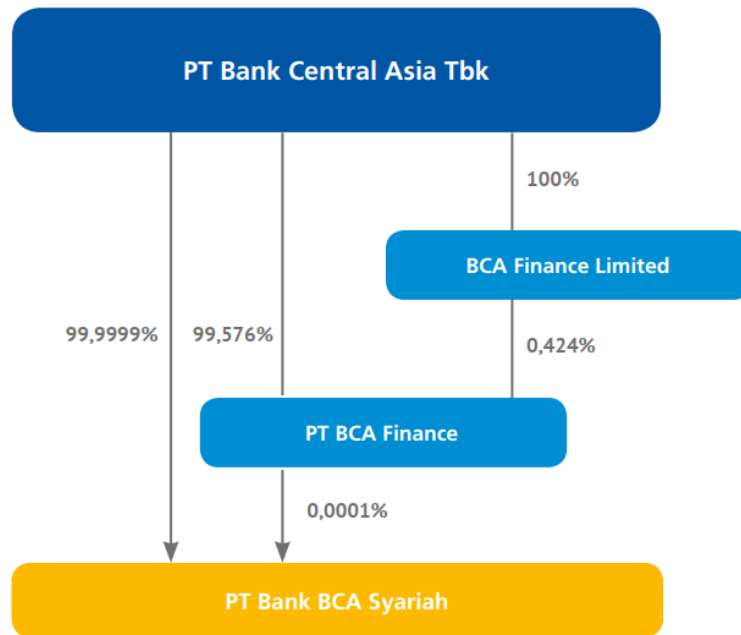 PT Bank Central Asia Tbk
100%
BCA Finance Limited
99,9999%
99,576%
0,424%
PT BCA Finance
0,0001%
PT Bank BCA Syariah